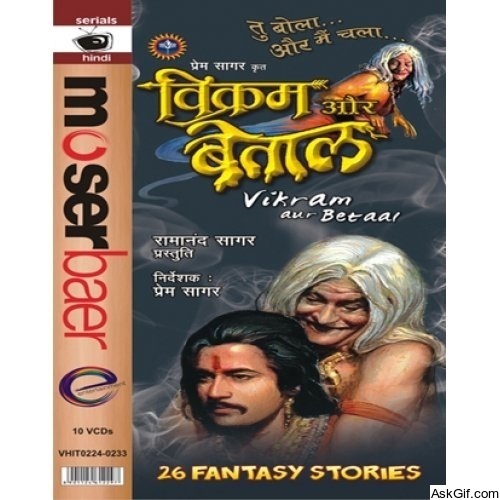 serials
hindi
moserbaer
entertainment
10 VCDs
VHIT0224-0233
तु बोला...
और मैं चला...
प्रेम सागर कृत
विक्रम और
बेताल
Vikram
aur Betaal
रामानंद सागर
प्रस्तुति
निर्देशक :
प्रेम सागर
26 FANTASY STORIES
AskGif.com